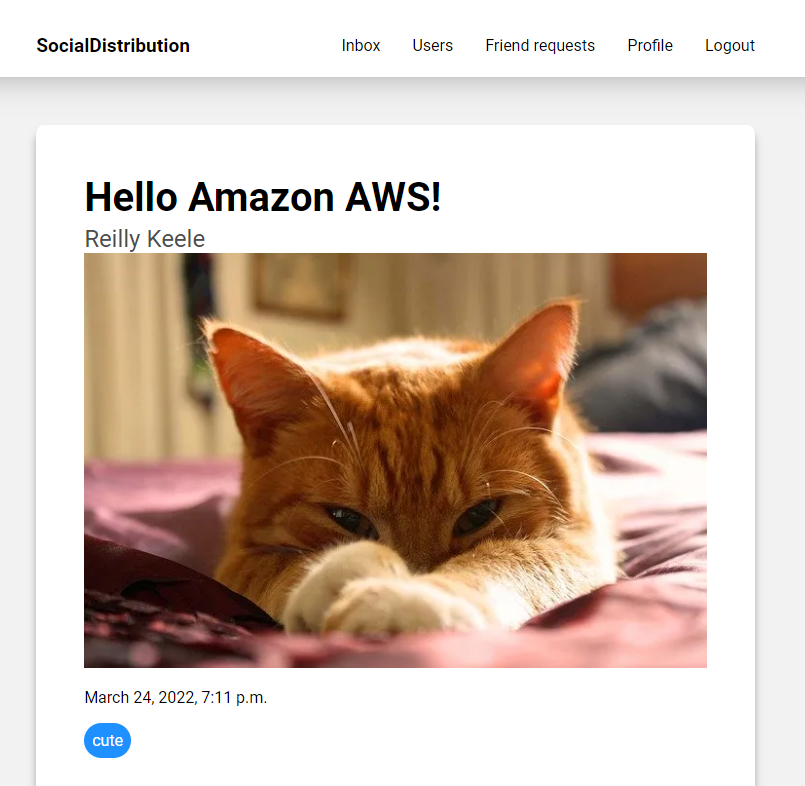 SocialDistribution Inbox Users Friend requests Profile Logout
Hello Amazon AWS!
Reilly Keele
March 24, 2022, 7:11 p.m.
cute